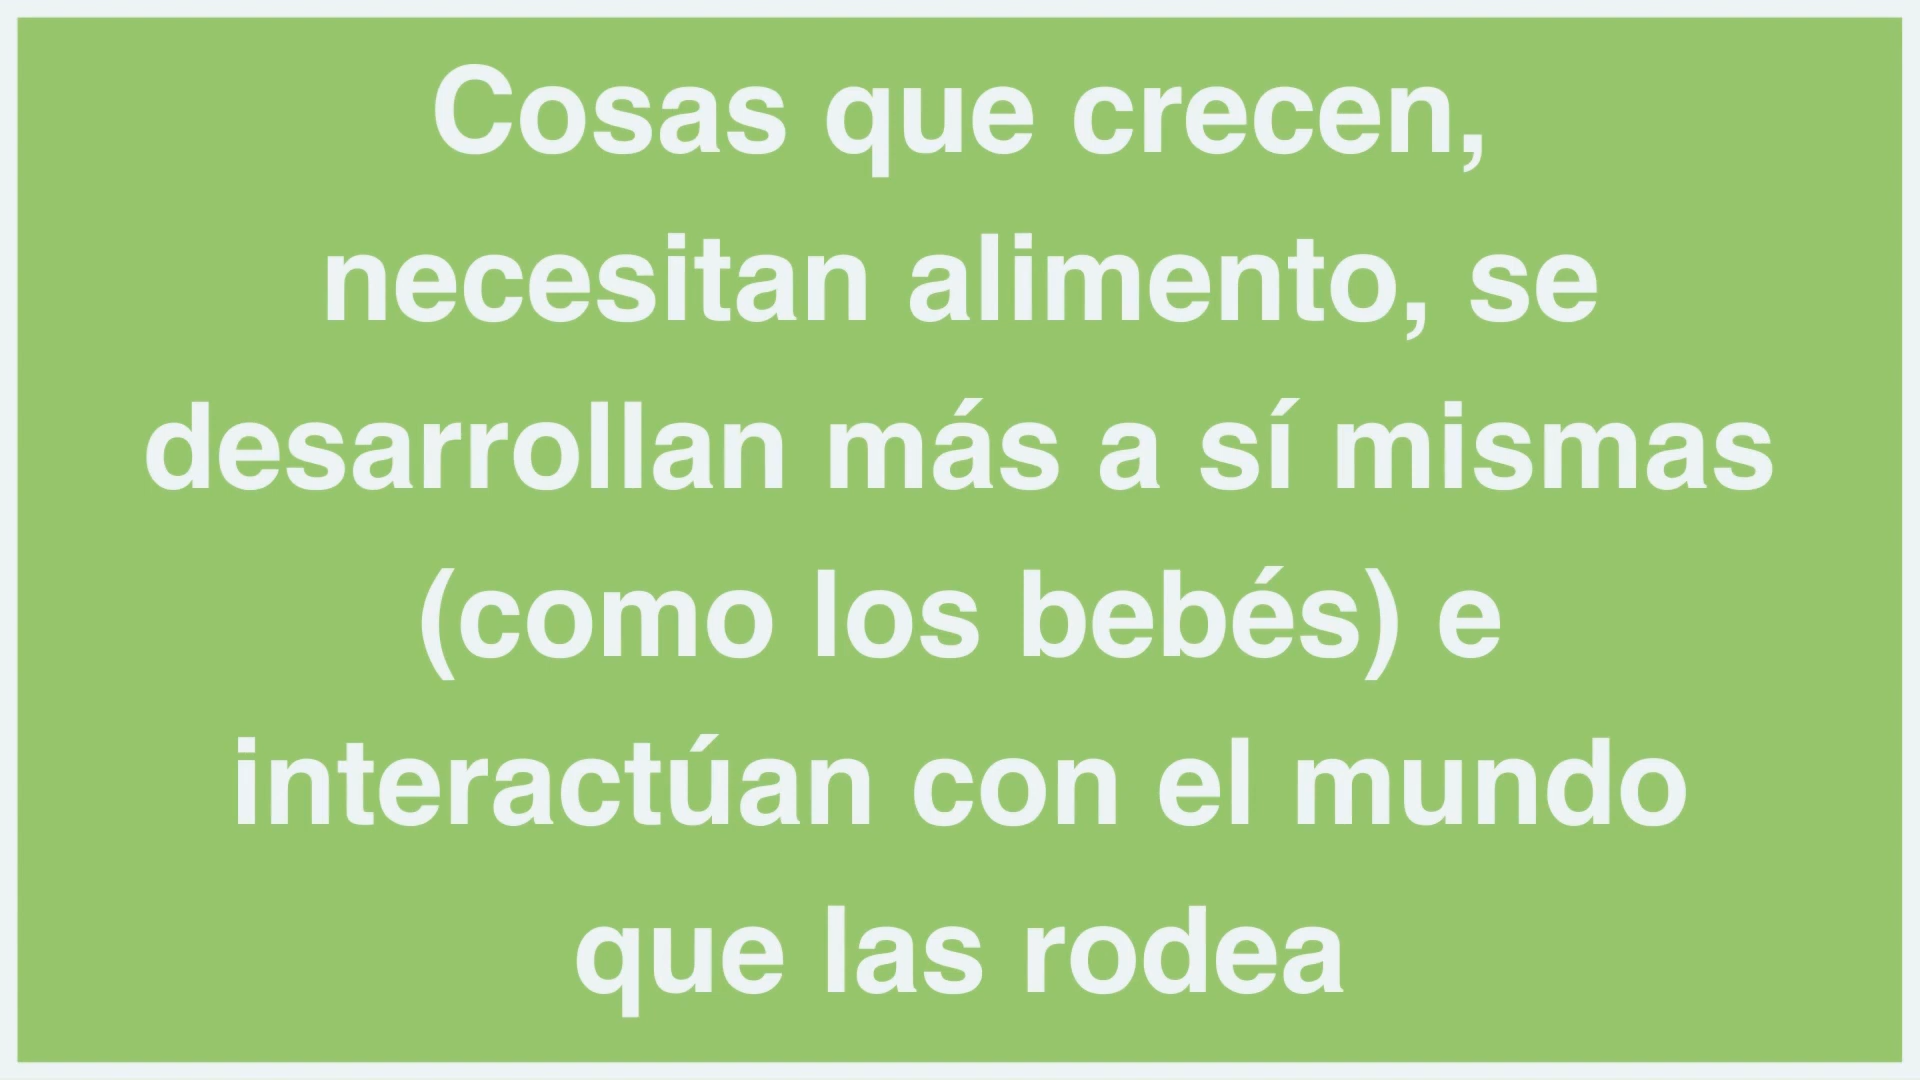 Cosas que crecen,
necesitan alimento, se
desarrollan más a sí mismas
(como los bebés) e
interactúan con el mundo
que las rodea